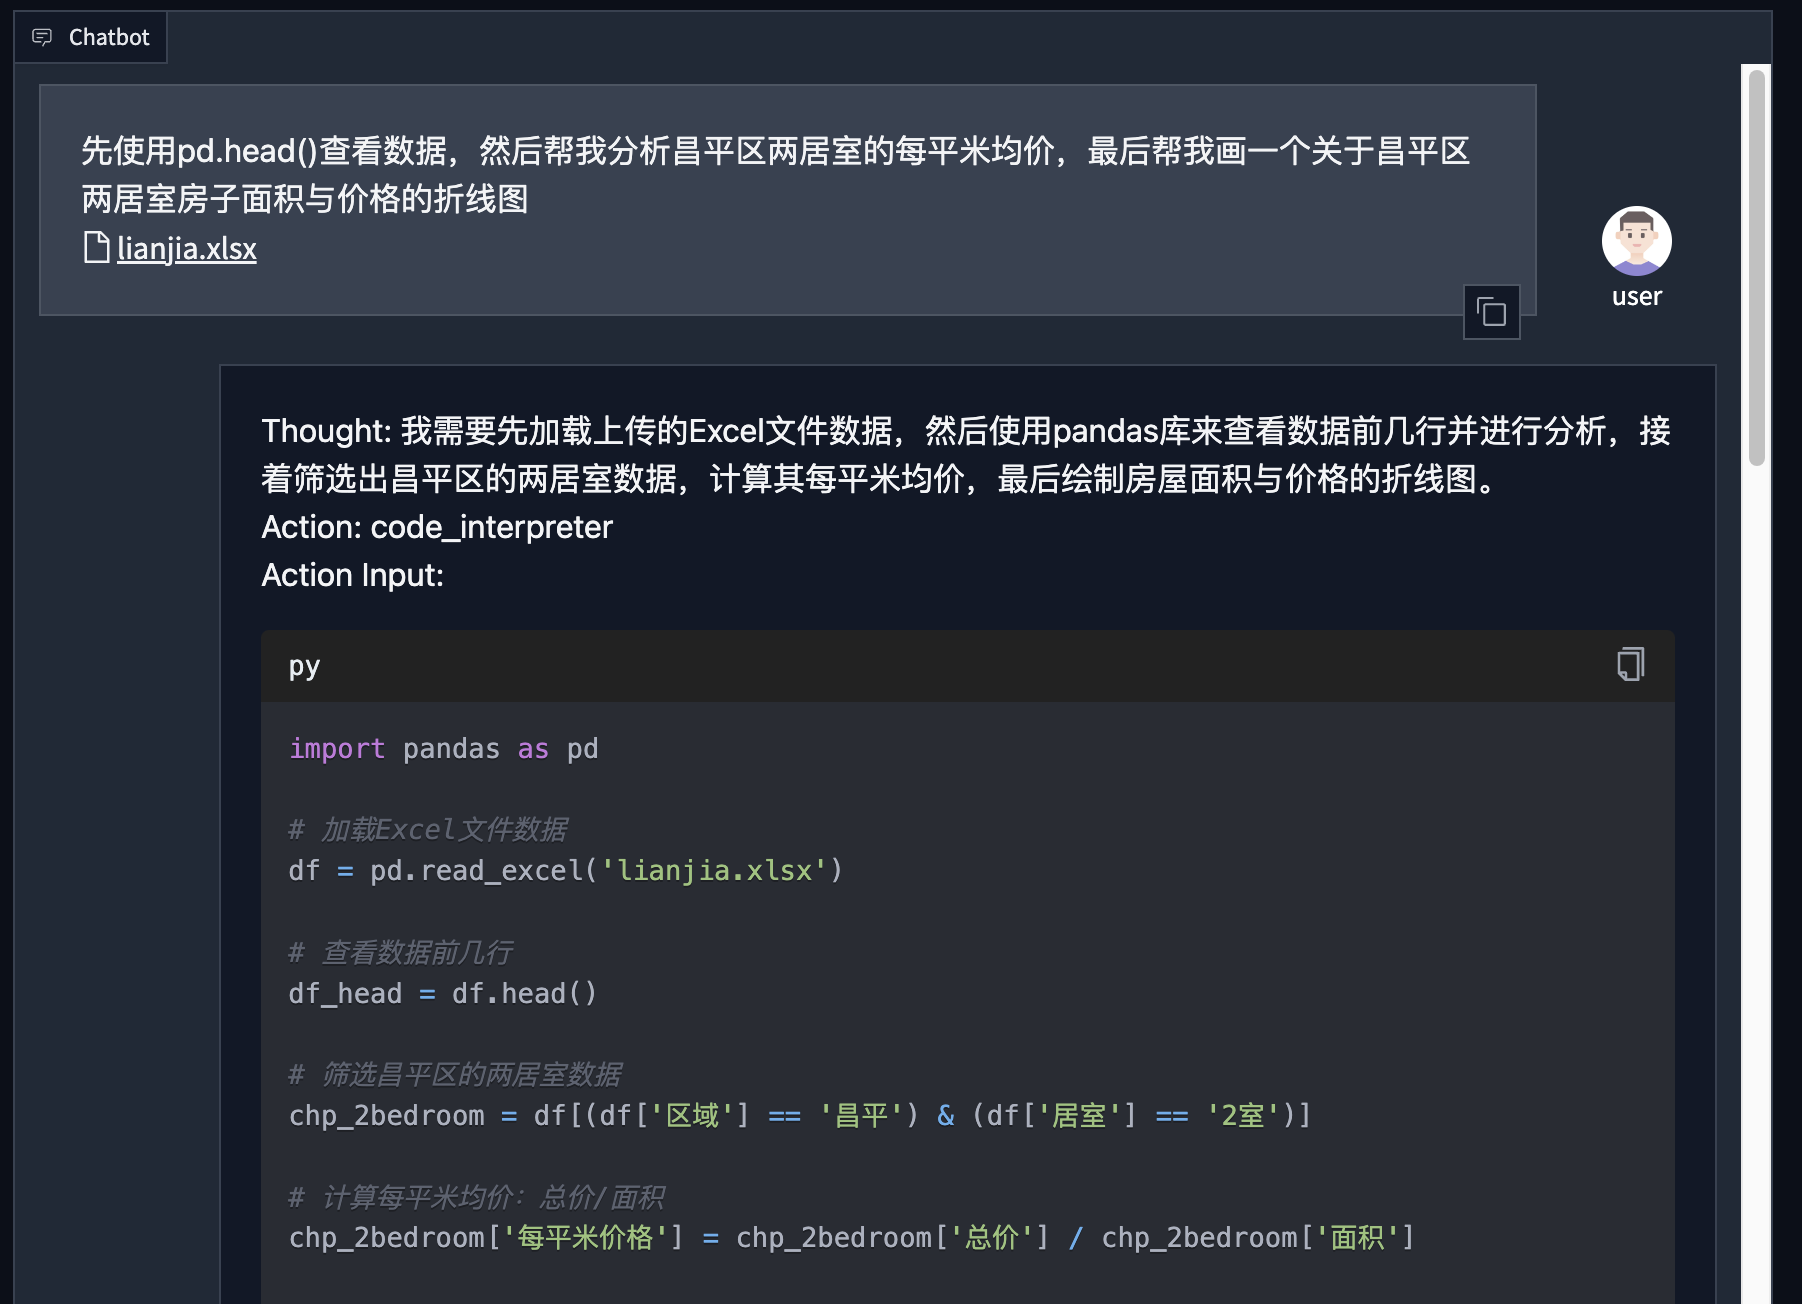 Chatbot
先使用pd.head()查看数据，然后帮我分析昌平区两居室的每平米均价，最后帮我画一个关于昌平区
两居室房子面积与价格的折线图
lianjia.xlsx
user
Thought: 我需要先加载上传的Excel文件数据，然后使用pandas库来查看数据前几行并进行分析，接
着筛选出昌平区的两居室数据，计算其每平米均价，最后绘制房屋面积与价格的折线图。
Action: code_interpreter
Action Input:
py
import pandas as pd
# 加载Excel文件数据
df = pd.read_excel('lianjia.xlsx')
# 查看数据前几行
df_head = df.head()
# 筛选昌平区的两居室数据
chp_2bedroom = df[(df['区域'] == '昌平') & (df['居室'] == '2室')]
# 计算每平米均价：总价/面积
chp_2bedroom['每平米价格'] = chp_2bedroom['总价'] / chp_2bedroom['面积']